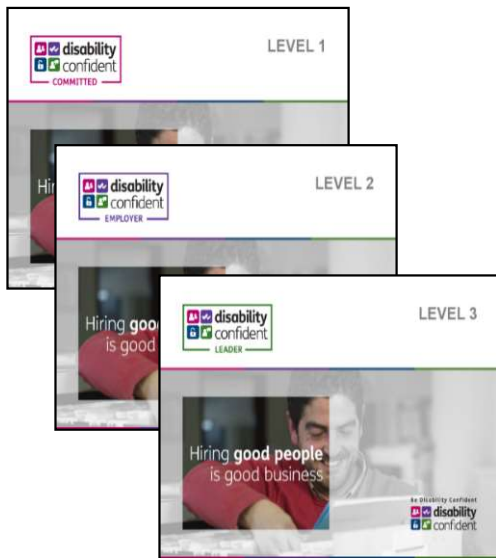 disability
confident
COMMITTED
LEVEL 1
Hir
disability
confident
EMPLOYER
LEVEL 2
Hiring goo
is good
disability
confident
LEADER
LEVEL 3
Hiring good people
is good business
Be Disability Confident
disability
confident